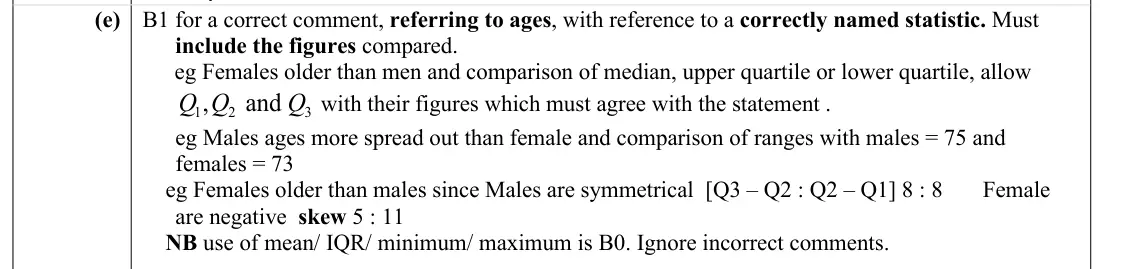 (e) B1 for a correct comment, referring to ages, with reference to a correctly named statistic. Must
include the figures compared.
eg Females older than men and comparison of median, upper quartile or lower quartile, allow
Q₁, Q₂ and Q₃ with their figures which must agree with the statement .
eg Males ages more spread out than female and comparison of ranges with males = 75 and
females = 73
eg Females older than males since Males are symmetrical [Q3 – Q2 : Q2 – Q1] 8 : 8 Female
are negative skew 5 : 11
NB use of mean/ IQR/ minimum/ maximum is B0. Ignore incorrect comments.